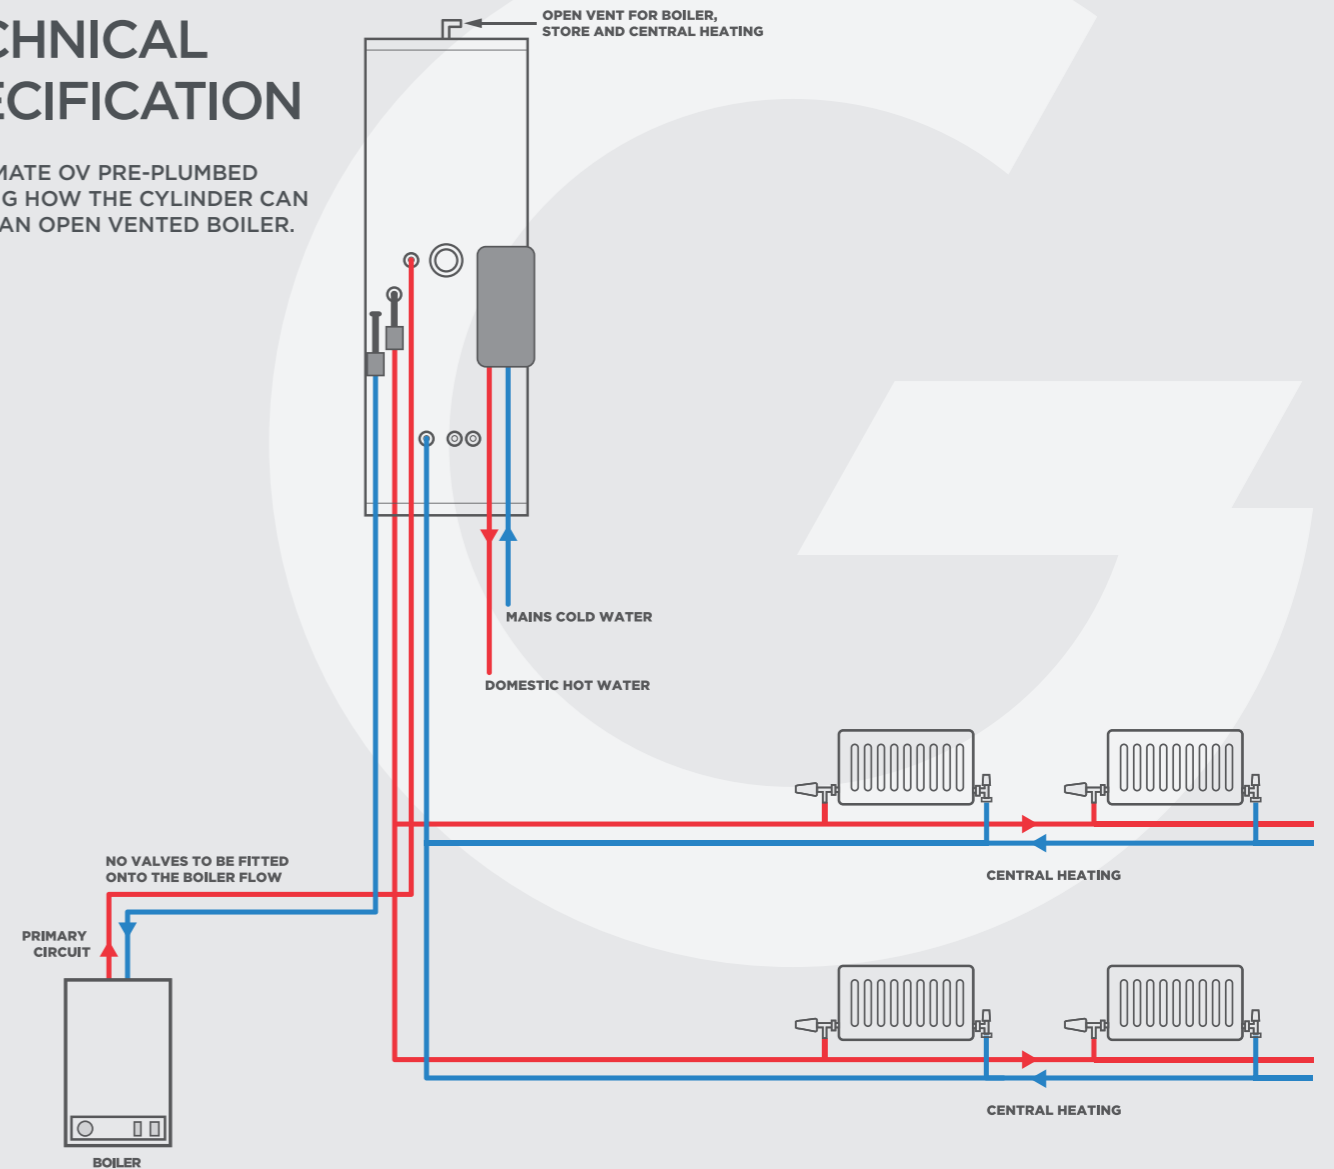 CHNICAL
ECIFICATION
MATE OV PRE-PLUMBED
G HOW THE CYLINDER CAN
AN OPEN VENTED BOILER.
OPEN VENT FOR BOILER,
STORE AND CENTRAL HEATING
MAINS COLD WATER
DOMESTIC HOT WATER
NO VALVES TO BE FITTED
ONTO THE BOILER FLOW
CENTRAL HEATING
PRIMARY
CIRCUIT
CENTRAL HEATING
BOILER